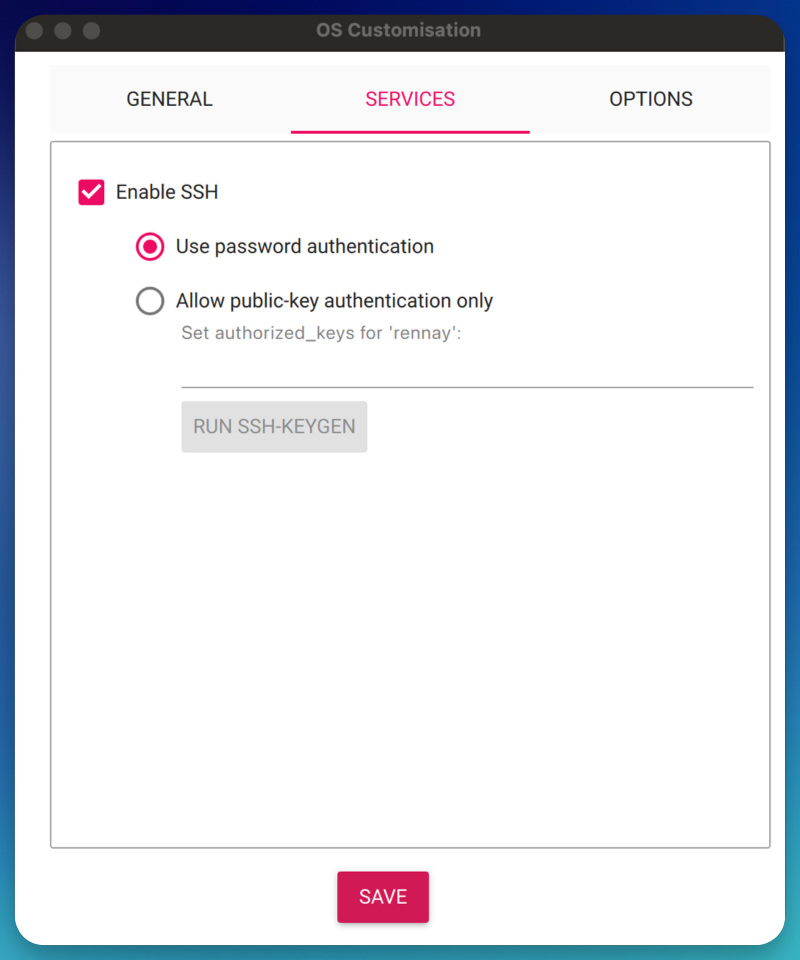 OS Customisation
GENERAL
SERVICES
OPTIONS
Enable SSH
Use password authentication
Allow public-key authentication only
Set authorized_keys for 'rennay':
RUN SSH-KEYGEN
SAVE